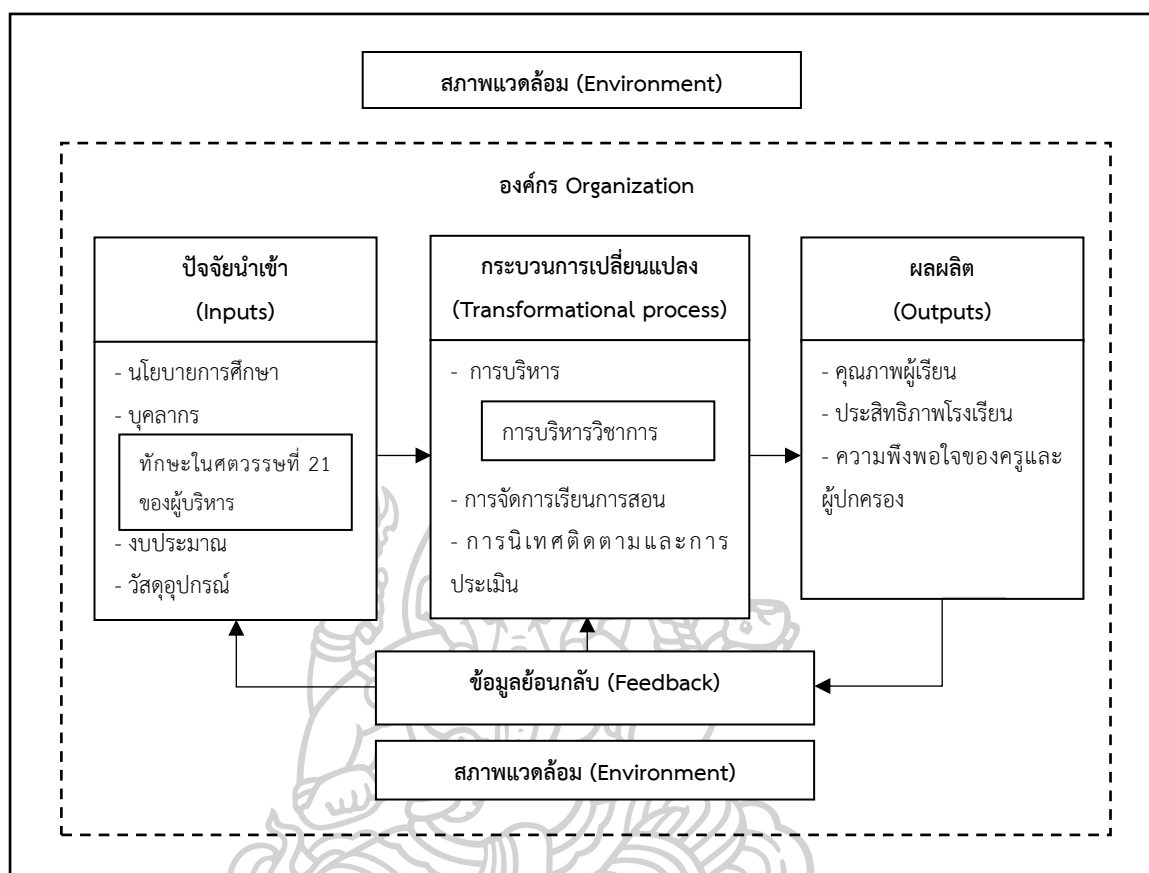 สภาพแวดล้อม (Environment)
องค์กร Organization
ปัจจัยนำเข้า
(Inputs)
- นโยบายการศึกษา
- บุคลากร
ทักษะในศตวรรษที่ 21
ของผู้บริหาร
- งบประมาณ
- วัสดุอุปกรณ์
กระบวนการเปลี่ยนแปลง
(Transformational process)
- การบริหาร
การบริหารวิชาการ
- การจัดการเรียนการสอน
- การนิเทศติดตามและการ
ประเมิน
ผลผลิต
(Outputs)
- คุณภาพผู้เรียน
- ประสิทธิภาพโรงเรียน
- ความพึงพอใจของครูและ
ผู้ปกครอง
ข้อมูลย้อนกลับ (Feedback)
สภาพแวดล้อม (Environment)